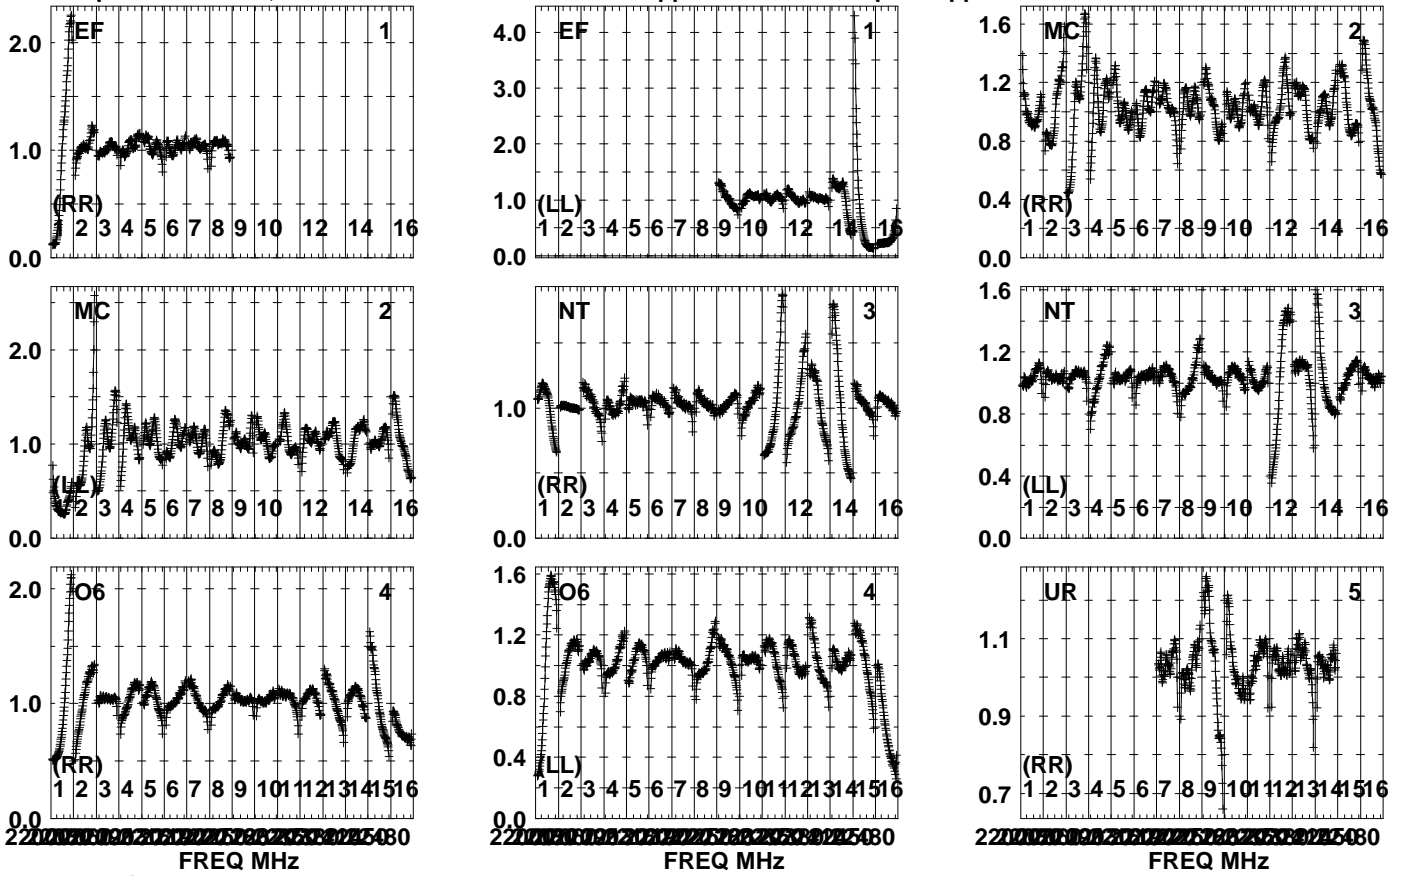 EF 1
2.0
1.0
0.0
(RR)
2 3 4 5 6 7 8 9 10 12 14 16
EF 1
4.0
3.0
2.0
1.0
0.0
(LL)
1 2 3 4 5 6 7 8 9 10 12 14 16
MC 2
1.6
1.2
0.8
0.4
0.0
(RR)
1 2 3 4 5 6 7 8 9 10 12 14 16
MC 2
2.0
1.0
0.0
(LL)
2 3 4 5 6 7 8 9 10 12 14 16
NT 3
1.0
0.0
(RR)
1 2 3 4 5 6 7 8 9 10 12 14 16
NT 3
1.6
1.2
0.8
0.4
0.0
(LL)
1 2 3 4 5 6 7 8 9 10 12 14 16
O6 4
2.0
1.0
0.0
(RR)
1 2 3 4 5 6 7 8 9 10 11 12 13 14 15 16
FREQ MHz
O6 4
1.6
1.2
0.8
0.4
0.0
(LL)
1 2 3 4 5 6 7 8 9 10 11 12 13 14 15 16
FREQ MHz
UR 5
1.1
0.9
0.7
(RR)
1 2 3 4 5 6 7 8 9 10 11 12 13 14 15 16
FREQ MHz